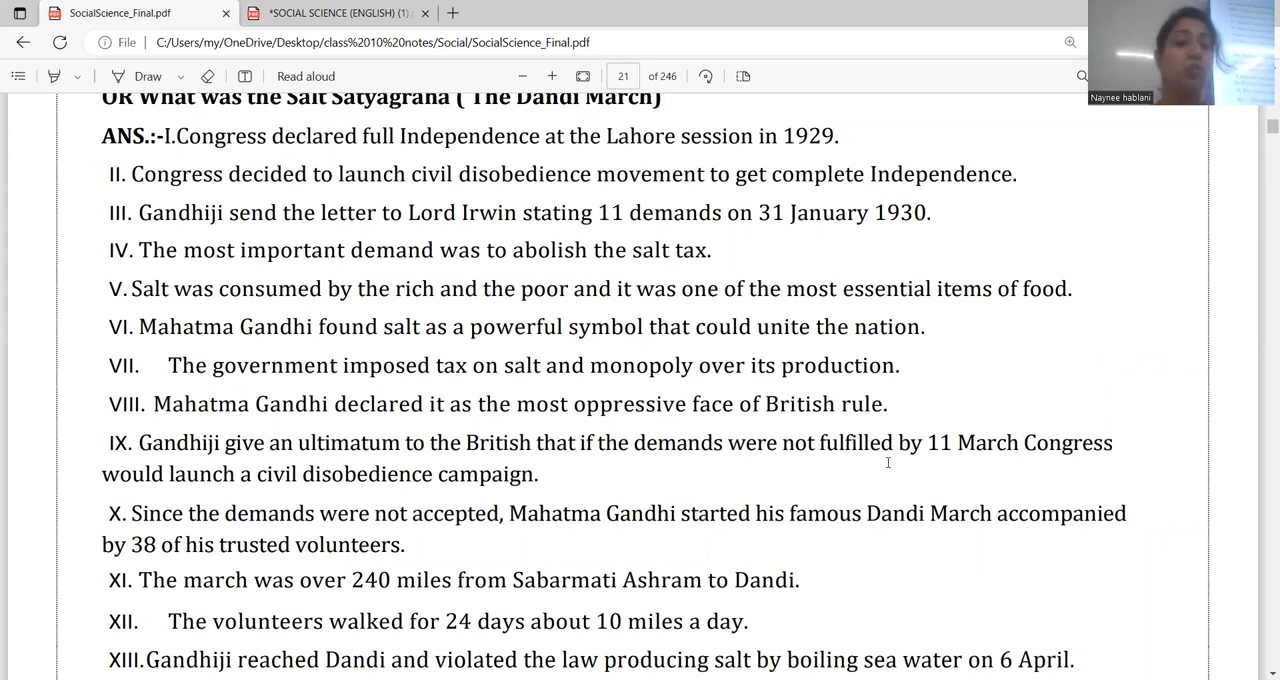 SocialScience_Final.pdf
*SOCIAL SCIENCE (ENGLISH) (1).
File C:/Users/my/OneDrive/Desktop/class%2010%20notes/Social/SocialScience_Final.pdf
Draw Read aloud 21 of 246
Naynee hablani
OR What was the Salt Satyagraha ( The Dandi March)
ANS.:-I.Congress declared full Independence at the Lahore session in 1929.
II. Congress decided to launch civil disobedience movement to get complete Independence.
III. Gandhiji send the letter to Lord Irwin stating 11 demands on 31 January 1930.
IV. The most important demand was to abolish the salt tax.
V. Salt was consumed by the rich and the poor and it was one of the most essential items of food.
VI. Mahatma Gandhi found salt as a powerful symbol that could unite the nation.
VII. The government imposed tax on salt and monopoly over its production.
VIII. Mahatma Gandhi declared it as the most oppressive face of British rule.
IX. Gandhiji give an ultimatum to the British that if the demands were not fulfilled by 11 March Congress
would launch a civil disobedience campaign.
X. Since the demands were not accepted, Mahatma Gandhi started his famous Dandi March accompanied
by 38 of his trusted volunteers.
XI. The march was over 240 miles from Sabarmati Ashram to Dandi.
XII. The volunteers walked for 24 days about 10 miles a day.
XIII.Gandhiji reached Dandi and violated the law producing salt by boiling sea water on 6 April.